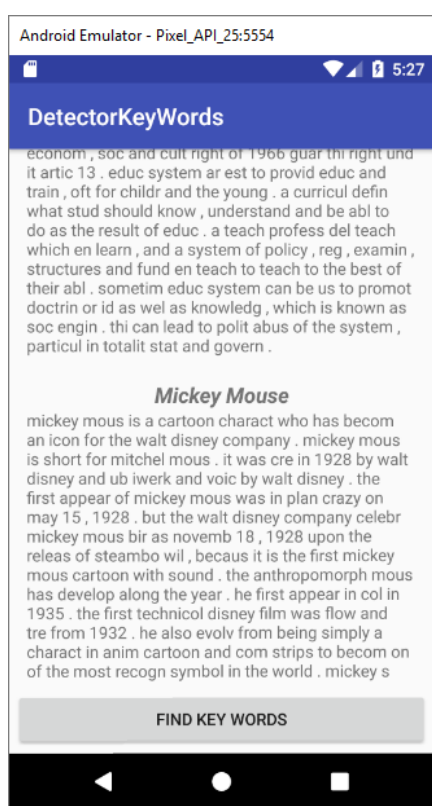 Android Emulator - Pixel_API_25:5554
5:27
DetectorKeyWords
econom , soc and cult right of 1966 guar thi right und
it artic 13 . educ system ar est to provid educ and
train , oft for childr and the young . a curricul defin
what stud should know , understand and be abl to
do as the result of educ . a teach profess del teach
which en learn , and a system of policy , reg , examin ,
structures and fund en teach to teach to the best of
their abl . sometim educ system can be us to promot
doctrin or id as wel as knowledg , which is known as
soc engin . thi can lead to polit abus of the system ,
particul in totalit stat and govern .
Mickey Mouse
mickey mous is a cartoon charact who has becom
an icon for the walt disney company . mickey mous
is short for mitchel mous . it was cre in 1928 by walt
disney and ub iwerk and voic by walt disney . the
first appear of mickey mous was in plan crazy on
may 15 , 1928 . but the walt disney company celebr
mickey mous bir as novemb 18 , 1928 upon the
releas of steambo wil , becaus it is the first mickey
mous cartoon with sound . the anthropomorph mous
has develop along the year . he first appear in col in
1935 . the first technicol disney film was flow and
tre from 1932 . he also evolv from being simply a
charact in anim cartoon and com strips to becom on
of the most recogn symbol in the world . mickey s
FIND KEY WORDS